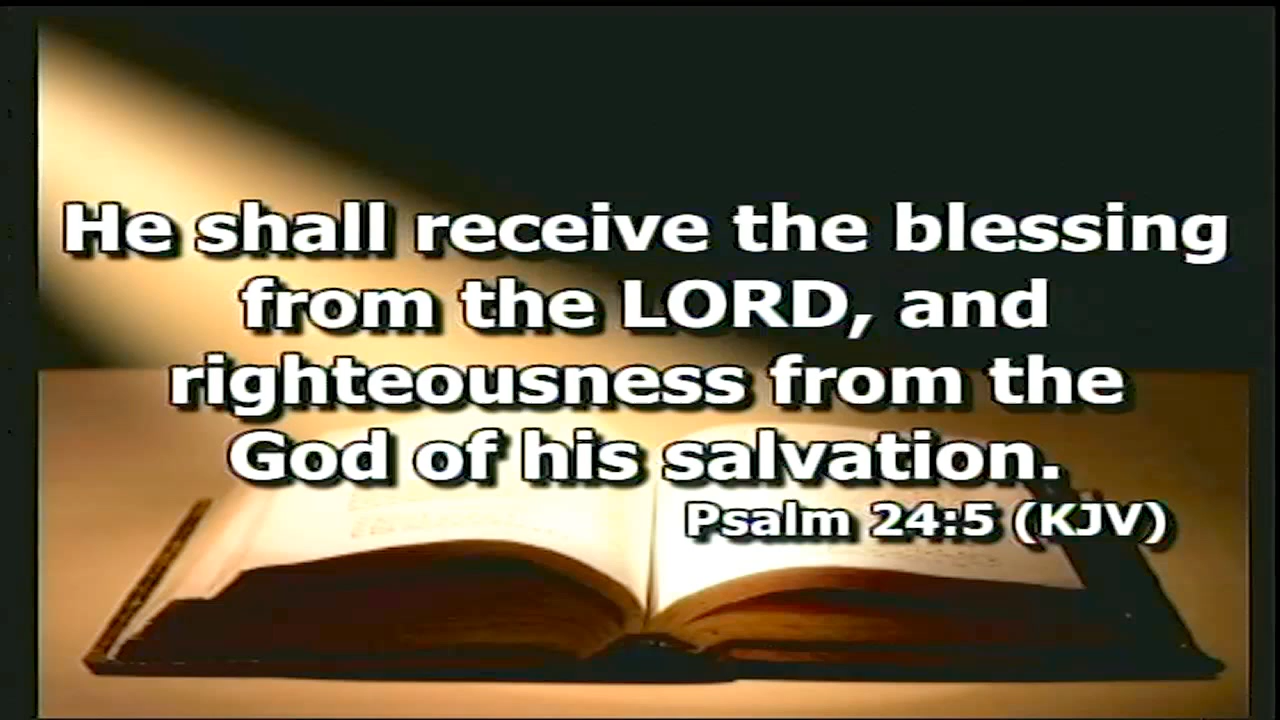 He shall receive the blessing
from the LORD, and
righteousness from the
God of his salvation.
Psalm 24:5 (KJV)